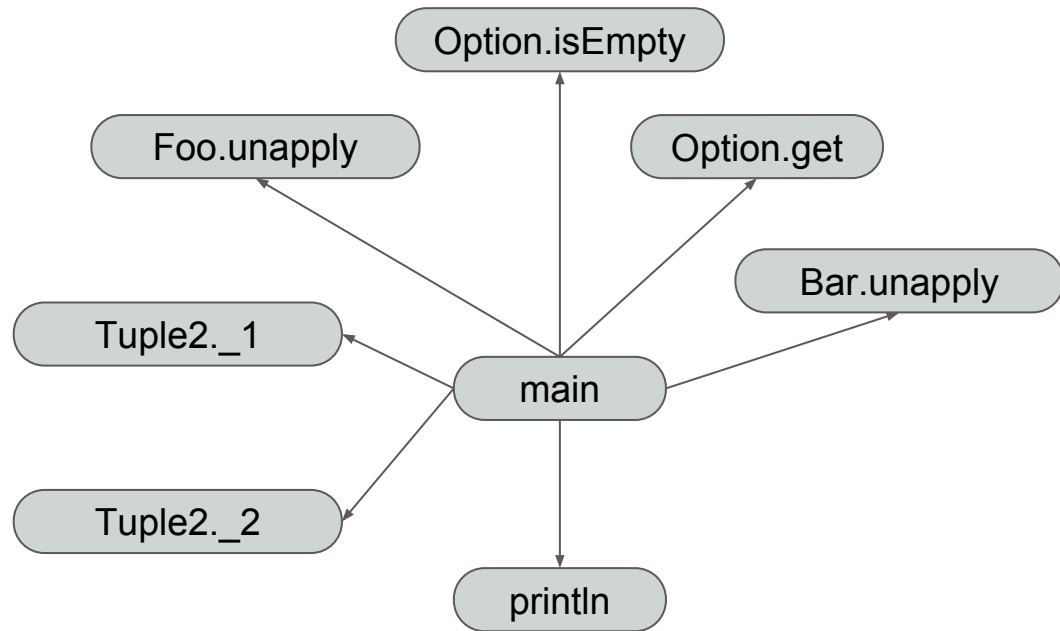 Option.isEmpty
Foo.unapply
Option.get
Bar.unapply
Tuple2._1
main
Tuple2._2
println